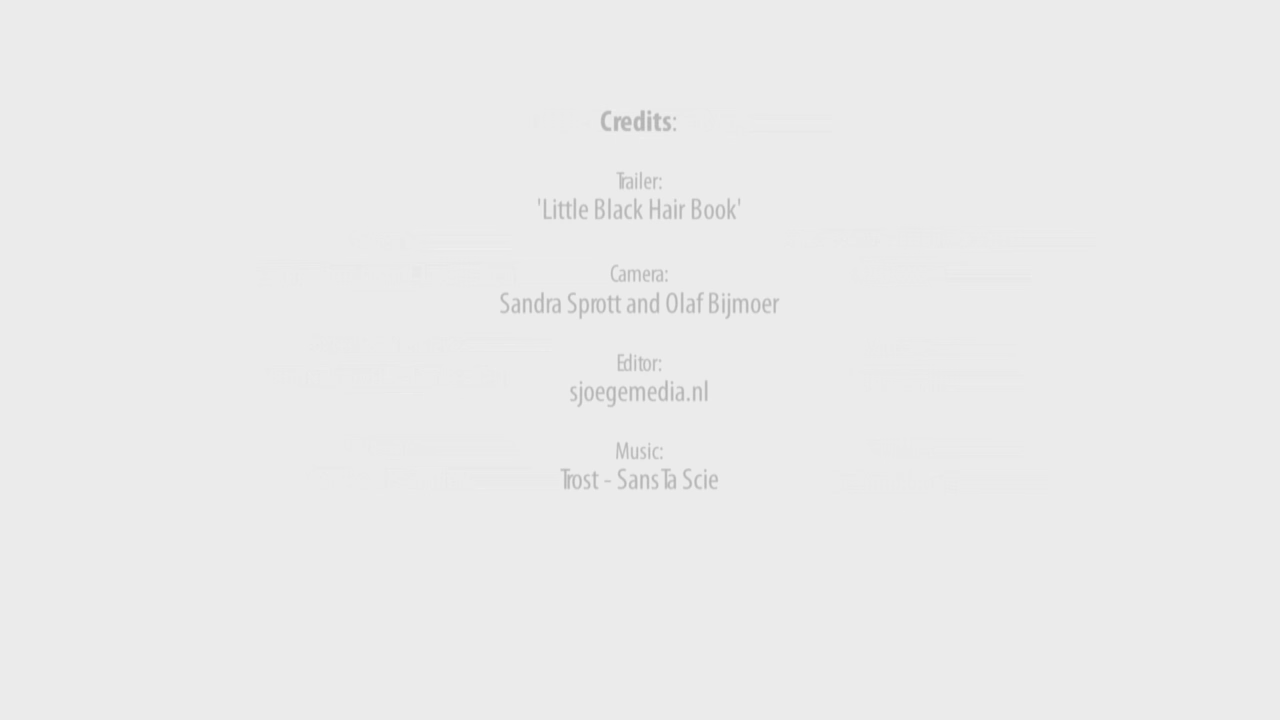 Credits:
Trailer:
'Little Black Hair Book'
Camera:
Sandra Sprott and Olaf Bijmoer
Editor:
sjoegemedia.nl
Music:
Trost - Sans Ta Scie